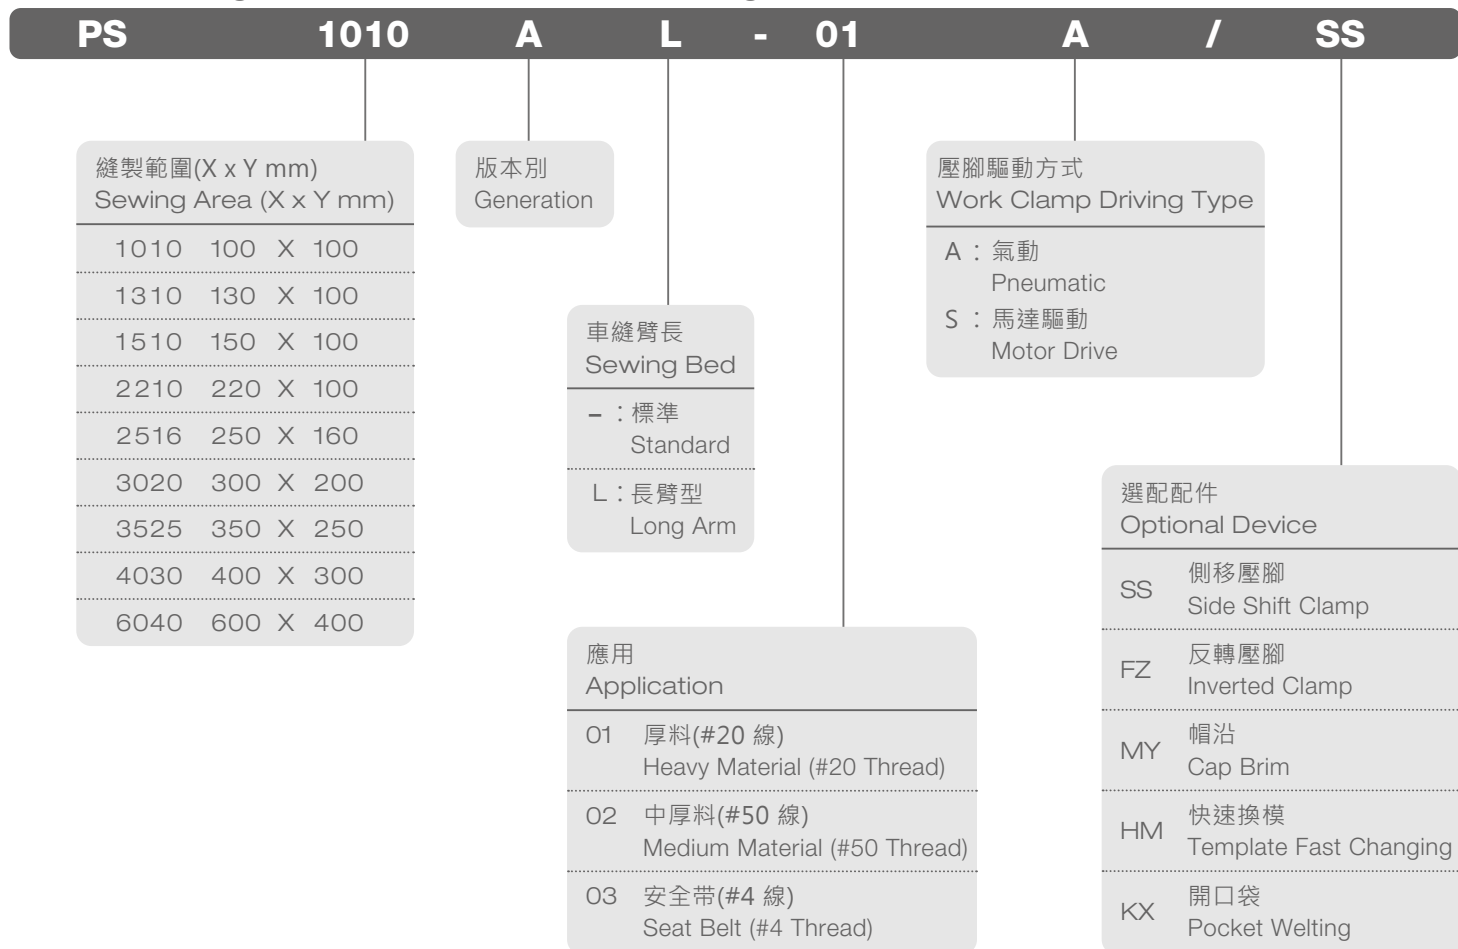 PS 1010 A L - 01 A / SS
縫製範圍(X x Y mm)
Sewing Area (X x Y mm)
1010 100 X 100
1310 130 X 100
1510 150 X 100
2210 220 X 100
2516 250 X 160
3020 300 X 200
3525 350 X 250
4030 400 X 300
6040 600 X 400
版本別
Generation
車縫臂長
Sewing Bed
–：標準
Standard
L：長臂型
Long Arm
應用
Application
01 厚料(#20 線)
Heavy Material (#20 Thread)
02 中厚料(#50 線)
Medium Material (#50 Thread)
03 安全帶(#4 線)
Seat Belt (#4 Thread)
壓腳驅動方式
Work Clamp Driving Type
A：氣動
Pneumatic
S：馬達驅動
Motor Drive
選配配件
Optional Device
SS 側移壓腳
Side Shift Clamp
FZ 反轉壓腳
Inverted Clamp
MY 帽沿
Cap Brim
HM 快速換模
Template Fast Changing
KX 開口袋
Pocket Welting